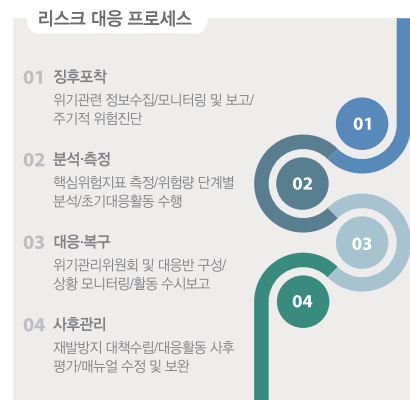 리스크 대응 프로세스
01 징후포착
위기관련 정보수집/모니터링 및 보고/
주기적 위험진단
02 분석·측정
핵심위험지표 측정/위험량 단계별
분석/초기대응활동 수행
03 대응·복구
위기관리위원회 및 대응반 구성/
상황 모니터링/활동 수시보고
04 사후관리
재발방지 대책수립/대응활동 사후
평가/매뉴얼 수정 및 보완
01
02
03
04